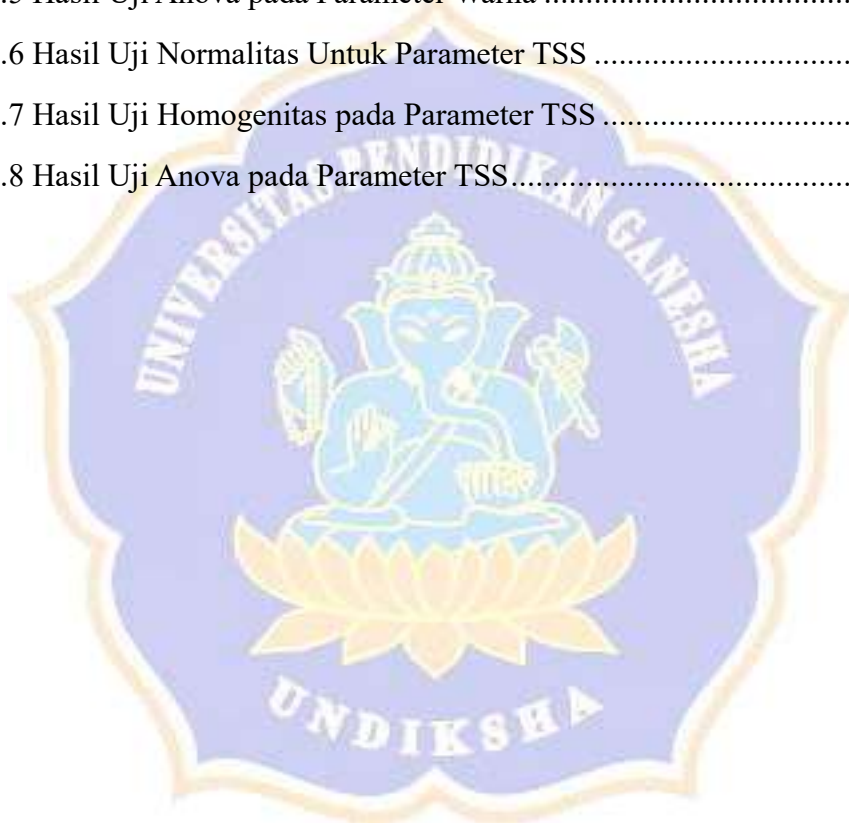 .5 Hasil Uji Anova pada Parameter Warna ...............................
.6 Hasil Uji Normalitas Untuk Parameter TSS ...............................
.7 Hasil Uji Homogenitas pada Parameter TSS ..............................
.8 Hasil Uji Anova pada Parameter TSS.........................................
UNIVERSITAS PENDIDIKAN GANESHA
UNDIKSHA